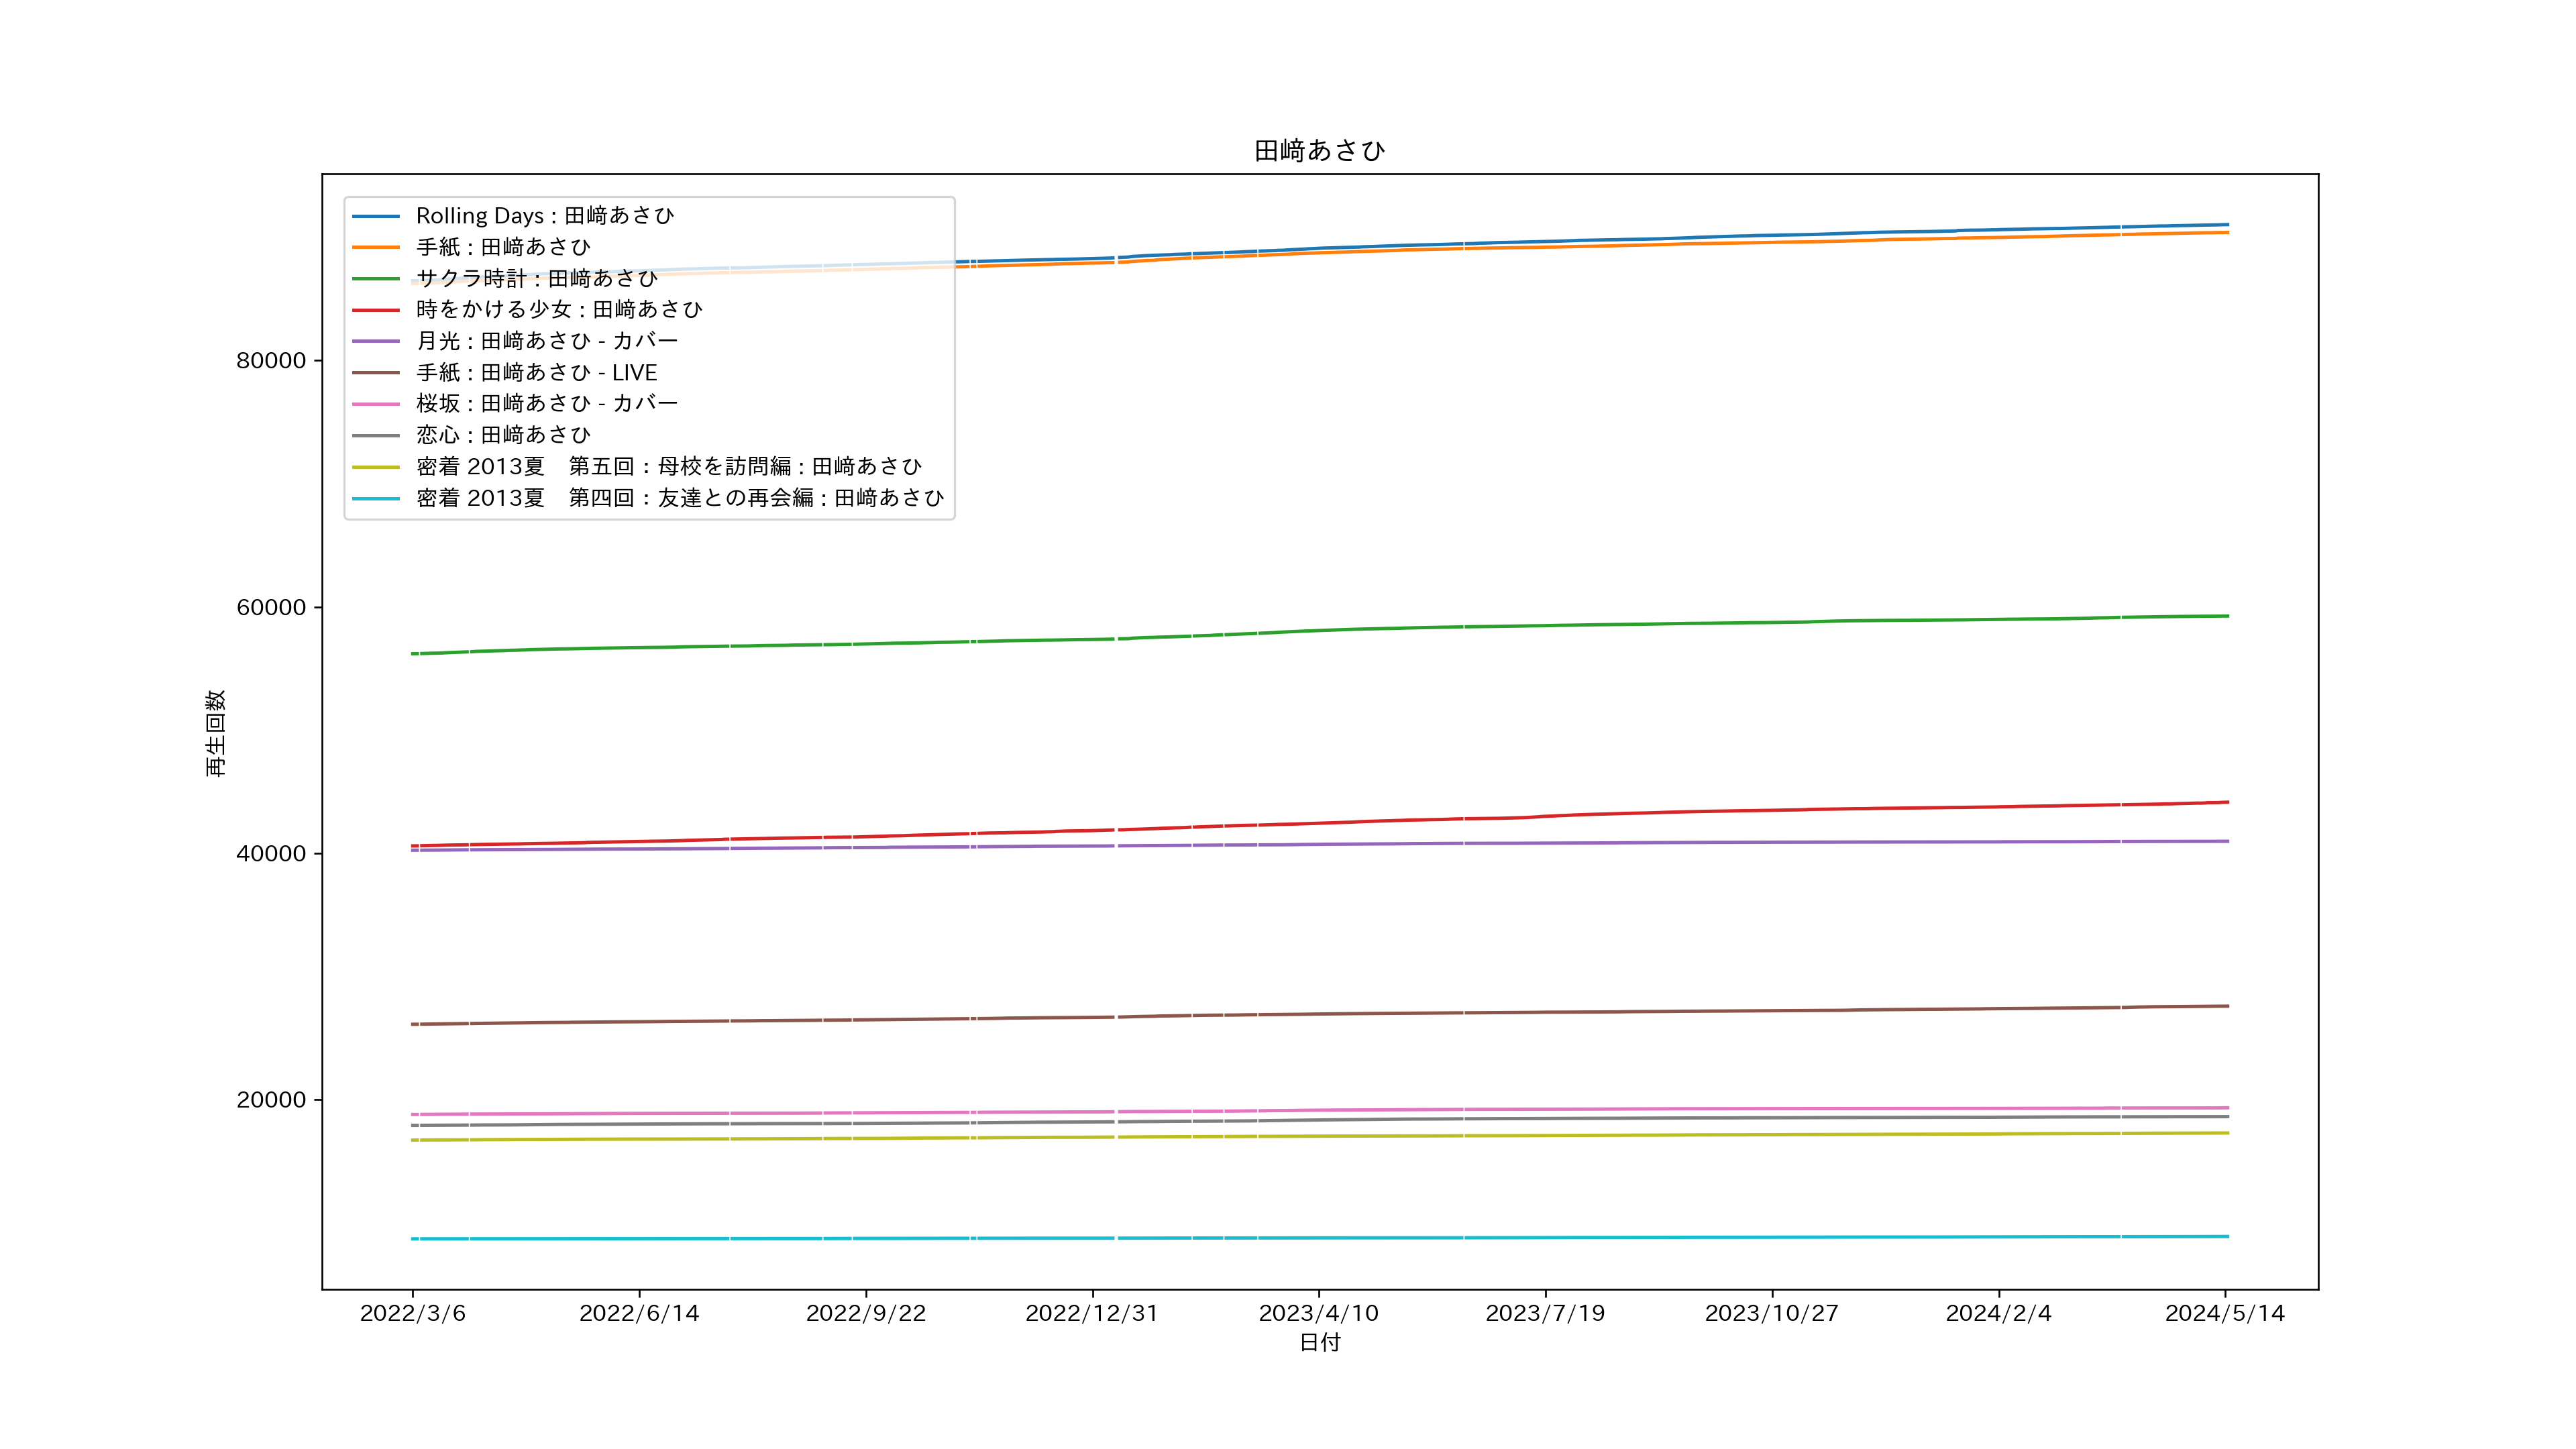 田﨑あさひ
Rolling Days : 田﨑あさひ
手紙 : 田﨑あさひ
サクラ時計 : 田﨑あさひ
時をかける少女 : 田﨑あさひ
月光 : 田﨑あさひ - カバー
手紙 : 田﨑あさひ - LIVE
桜坂 : 田﨑あさひ - カバー
恋心 : 田﨑あさひ
密着 2013夏　第五回：母校を訪問編 : 田﨑あさひ
密着 2013夏　第四回：友達との再会編 : 田﨑あさひ
80000
60000
40000
20000
再生回数
2022/3/6 2022/6/14 2022/9/22 2022/12/31 2023/4/10 2023/7/19 2023/10/27 2024/2/4 2024/5/14
日付